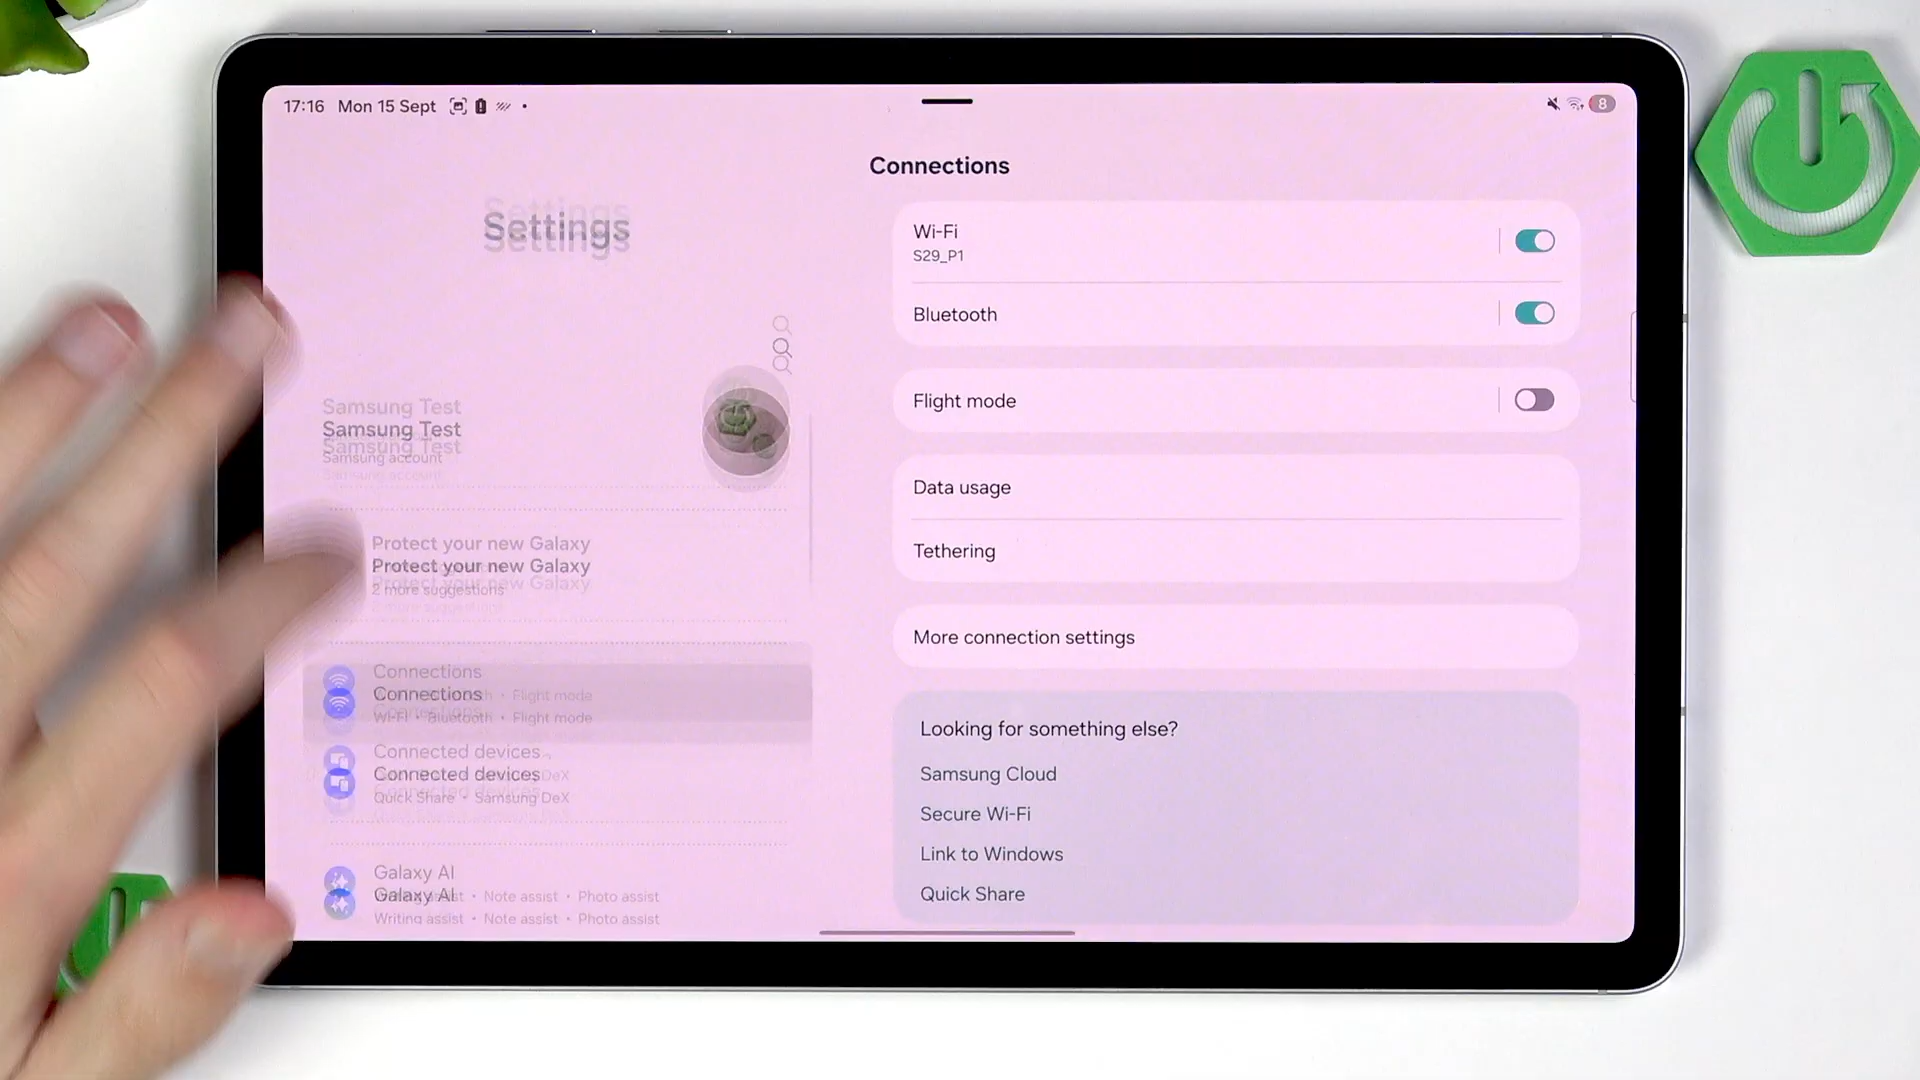 17:16 Mon 15 Sept
8
Settings
Samsung Test
Samsung account
Protect your new Galaxy
2 more suggestions
Connections
Wi-Fi • Bluetooth • Flight mode
Connected devices
Quick Share • Samsung DeX
Galaxy AI
Writing assist • Note assist • Photo assist
Connections
Wi-Fi
S29_P1
Bluetooth
Flight mode
Data usage
Tethering
More connection settings
Looking for something else?
Samsung Cloud
Secure Wi-Fi
Link to Windows
Quick Share